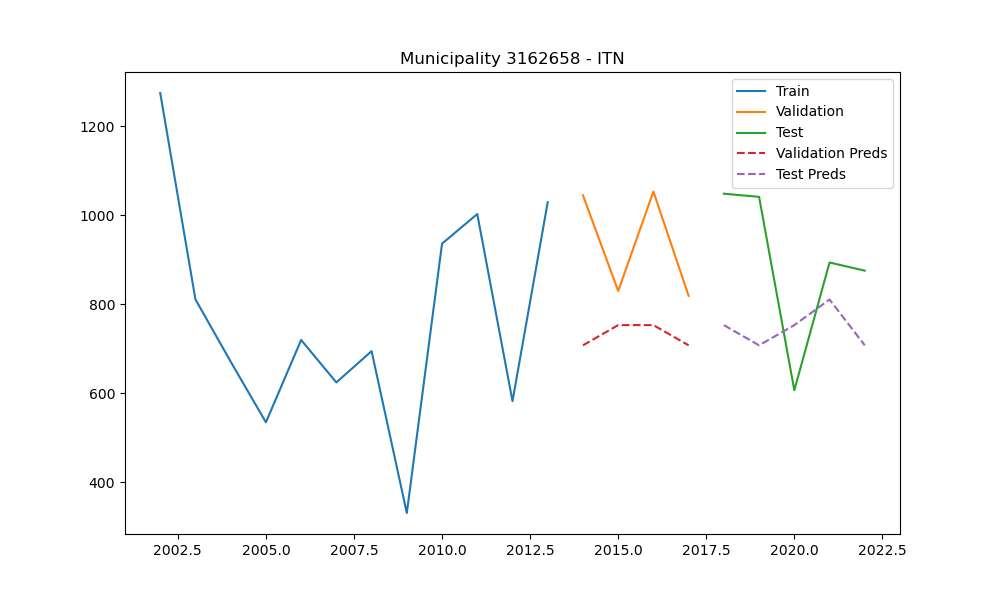 Municipality 3162658 - ITN
Train
Validation
Test
Validation Preds
Test Preds
1200
1000
800
600
400
2002.5 2005.0 2007.5 2010.0 2012.5 2015.0 2017.5 2020.0 2022.5